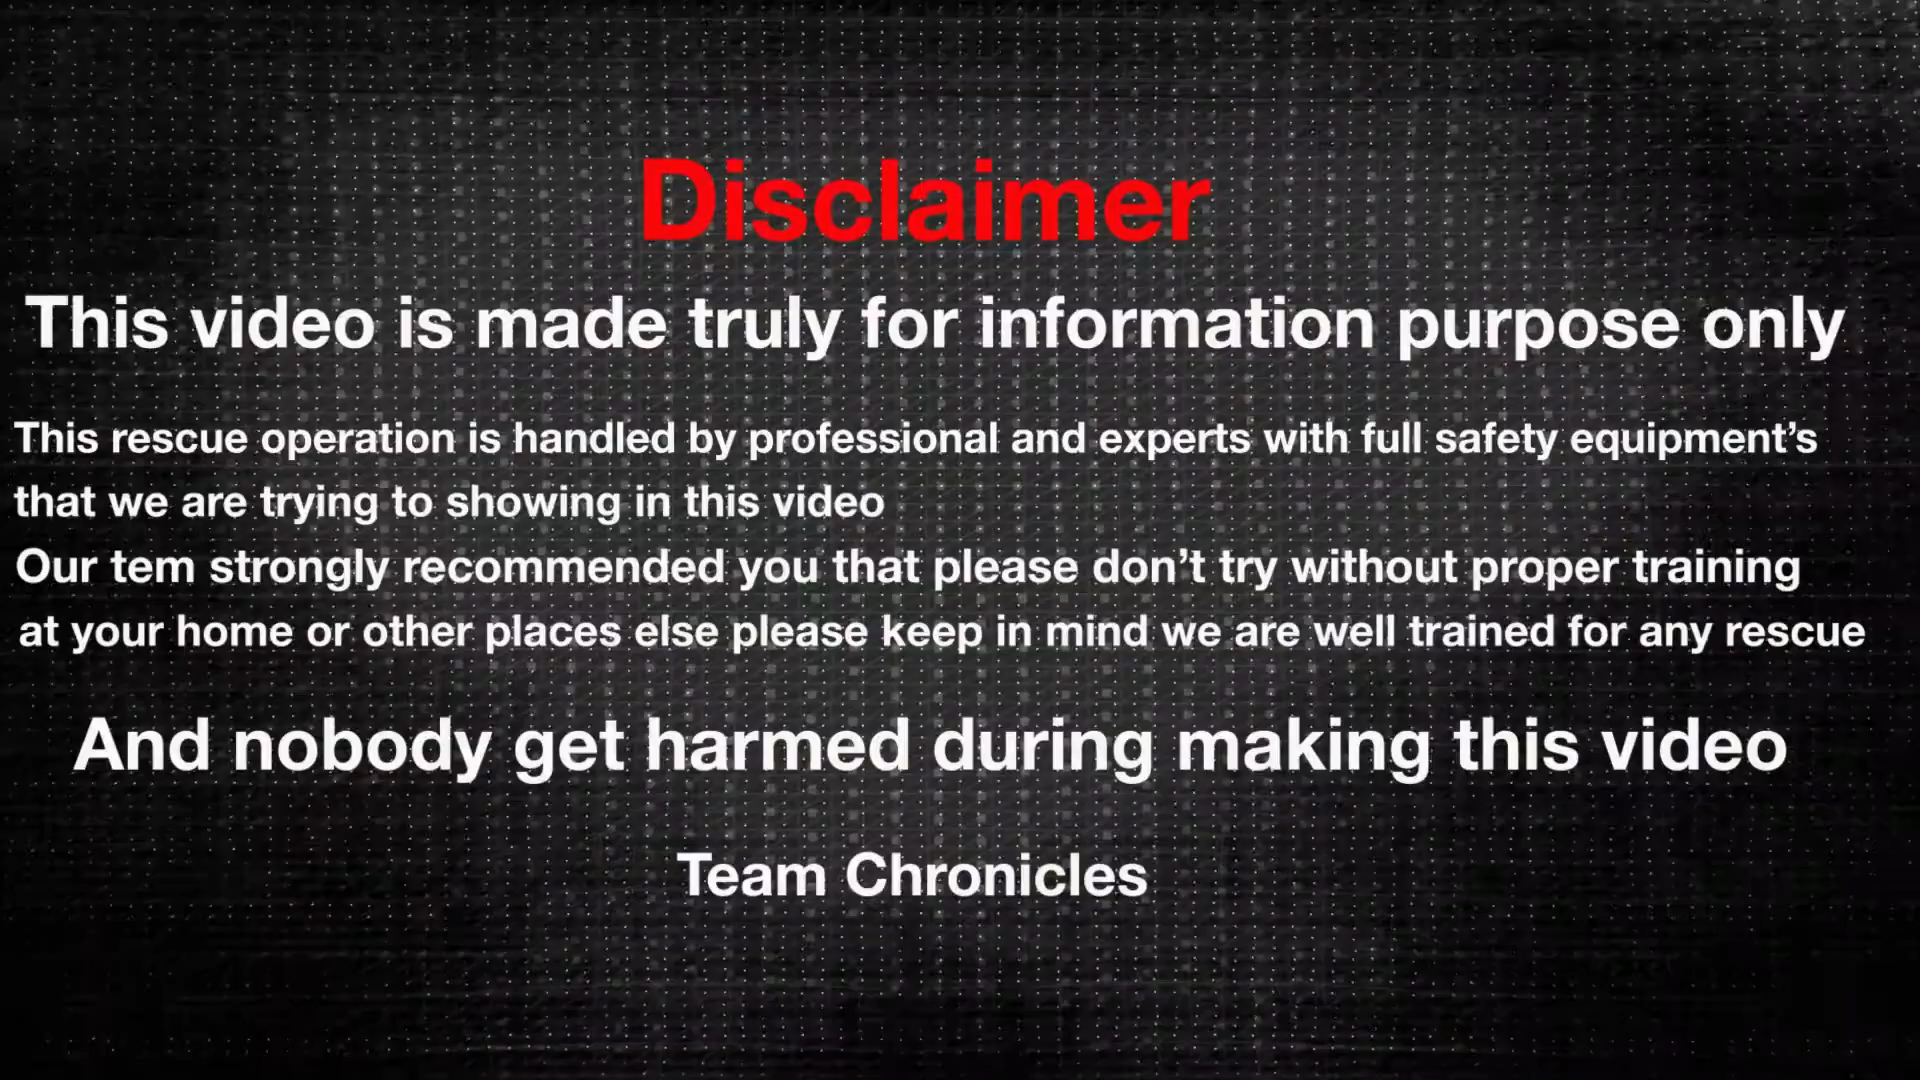 Disclaimer
This video is made truly for information purpose only
This rescue operation is handled by professional and experts with full safety equipment’s
that we are trying to showing in this video
Our tem strongly recommended you that please don’t try without proper training
at your home or other places else please keep in mind we are well trained for any rescue
And nobody get harmed during making this video
Team Chronicles